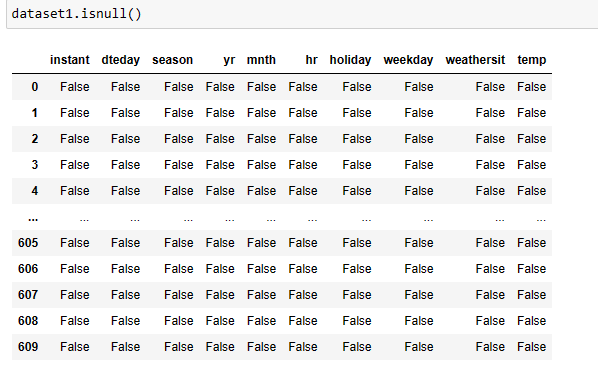 dataset1.isnull()
instant dteday season yr mnth hr holiday weekday weathersit temp
0 False False False False False False False False False False
1 False False False False False False False False False False
2 False False False False False False False False False False
3 False False False False False False False False False False
4 False False False False False False False False False False
... ... ... ... ... ... ... ... ... ... ...
605 False False False False False False False False False False
606 False False False False False False False False False False
607 False False False False False False False False False False
608 False False False False False False False False False False
609 False False False False False False False False False False